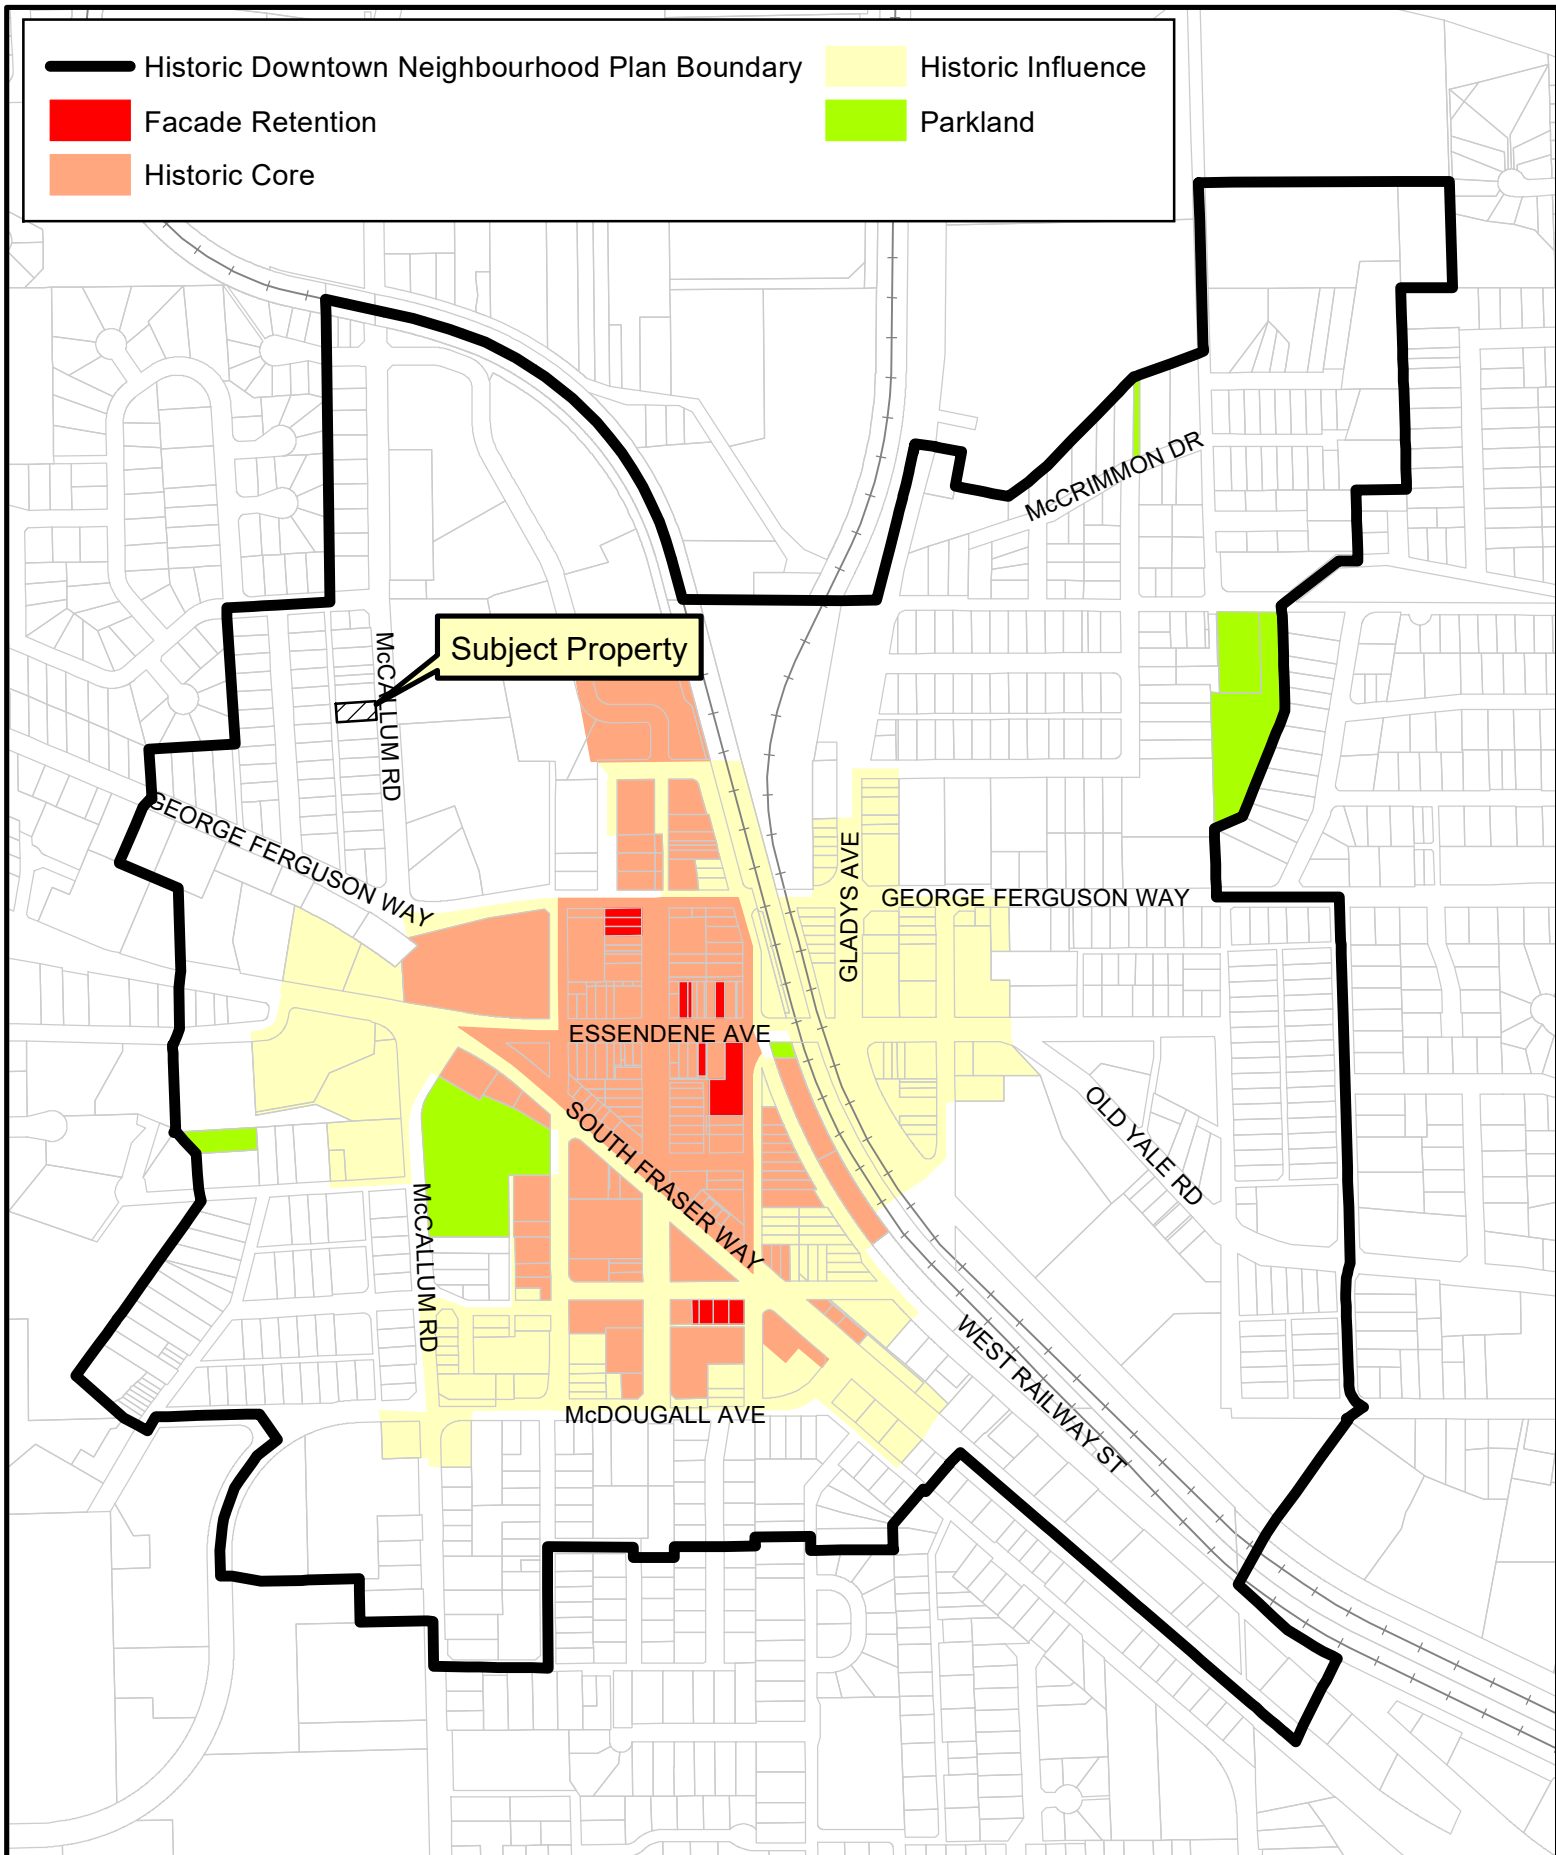 Historic Downtown Neighbourhood Plan Boundary
Historic Influence
Facade Retention
Parkland
Historic Core
McCRIMMON DR
Subject Property
McCALLUM RD
GEORGE FERGUSON WAY
GLADYS AVE
GEORGE FERGUSON WAY
ESSENDENE AVE
OLD YALE RD
SOUTH FRASER WAY
McCALLUM RD
WEST RAILWAY ST
McDOUGALL AVE